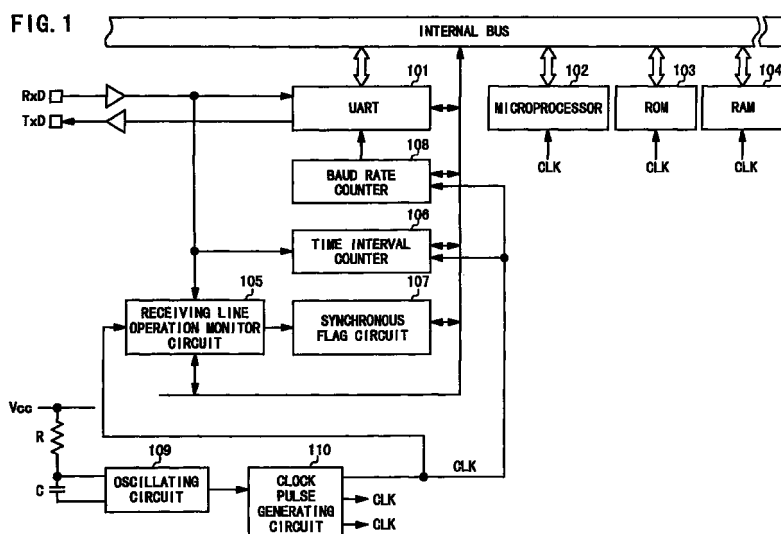 FIG. 1
INTERNAL BUS
101
102
103
104
RxD
UART
MICROPROCESSOR
ROM
RAM
TxD
108
CLK
CLK
CLK
BAUD RATE
COUNTER
106
TIME INTERVAL
COUNTER
105
107
RECEIVING LINE
OPERATION MONITOR
CIRCUIT
SYNCHRONOUS
FLAG CIRCUIT
Vcc
R
109
110
CLK
C
OSCILLATING
CIRCUIT
CLOCK
PULSE
GENERATING
CIRCUIT
CLK
CLK